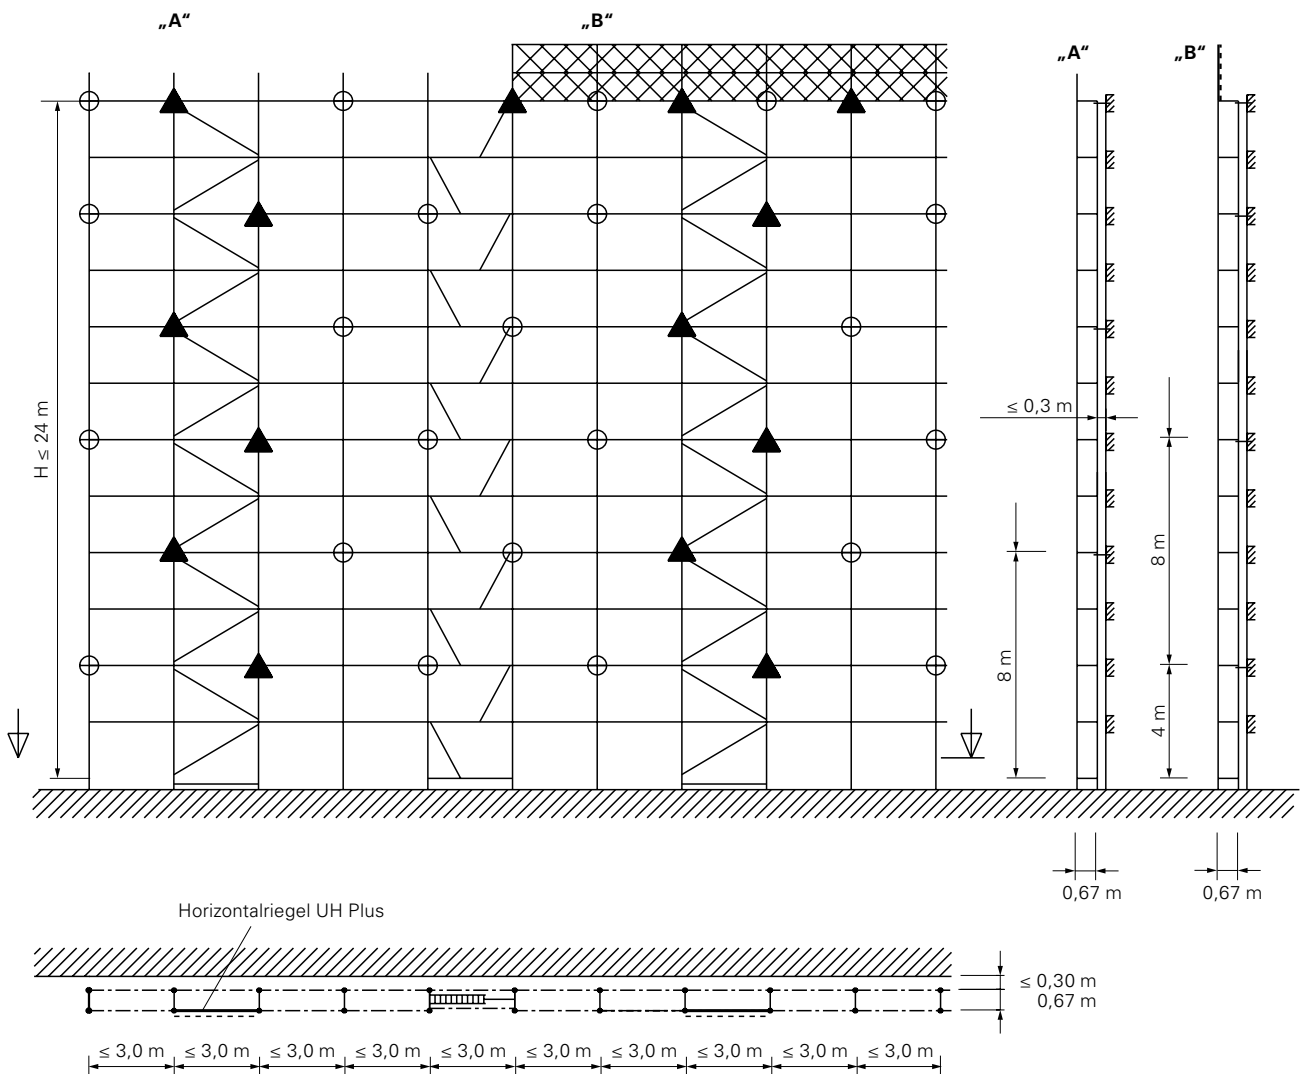 „A“
„B“
„A“
„B“
≤ 0,3 m
H ≤ 24 m
8 m
8 m
4 m
0,67 m
0,67 m
Horizontalriegel UH Plus
≤ 0,30 m
0,67 m
≤ 3,0 m
≤ 3,0 m
≤ 3,0 m
≤ 3,0 m
≤ 3,0 m
≤ 3,0 m
≤ 3,0 m
≤ 3,0 m
≤ 3,0 m
≤ 3,0 m